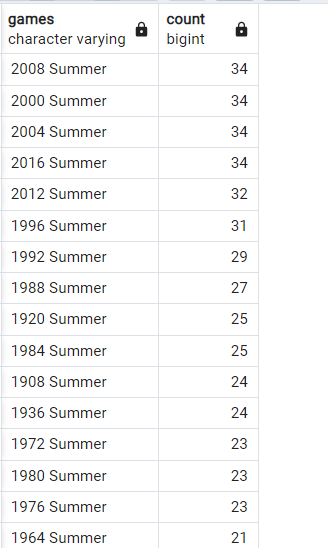 games count
character varying bigint
2008 Summer 34
2000 Summer 34
2004 Summer 34
2016 Summer 34
2012 Summer 32
1996 Summer 31
1992 Summer 29
1988 Summer 27
1920 Summer 25
1984 Summer 25
1908 Summer 24
1936 Summer 24
1972 Summer 23
1980 Summer 23
1976 Summer 23
1964 Summer 21